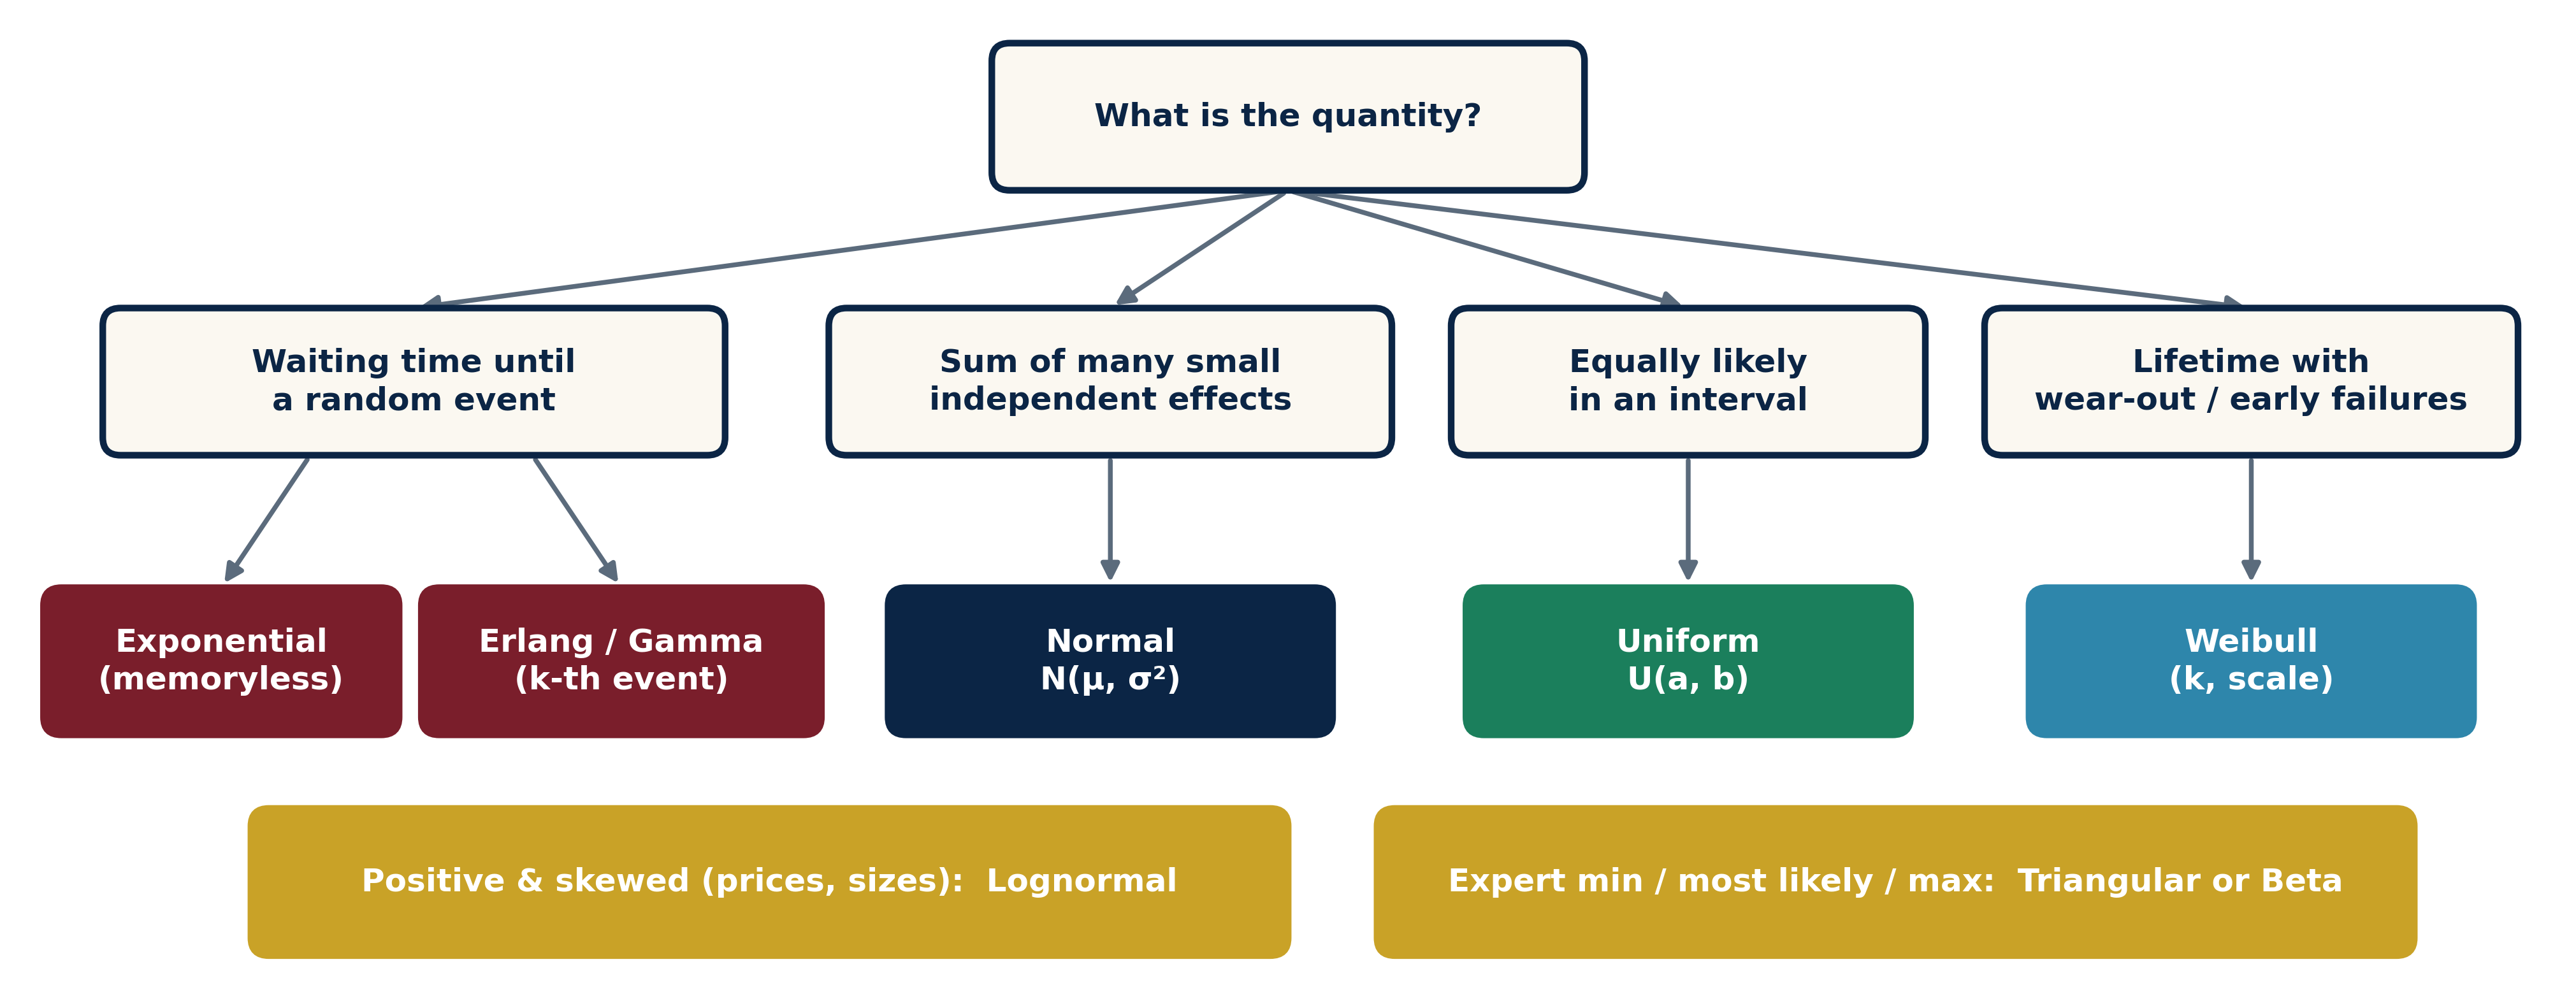 What is the quantity?
Waiting time until
a random event
Sum of many small
independent effects
Equally likely
in an interval
Lifetime with
wear-out / early failures
Exponential
(memoryless)
Erlang / Gamma
(k-th event)
Normal
N(μ, σ²)
Uniform
U(a, b)
Weibull
(k, scale)
Positive & skewed (prices, sizes):  Lognormal
Expert min / most likely / max:  Triangular or Beta